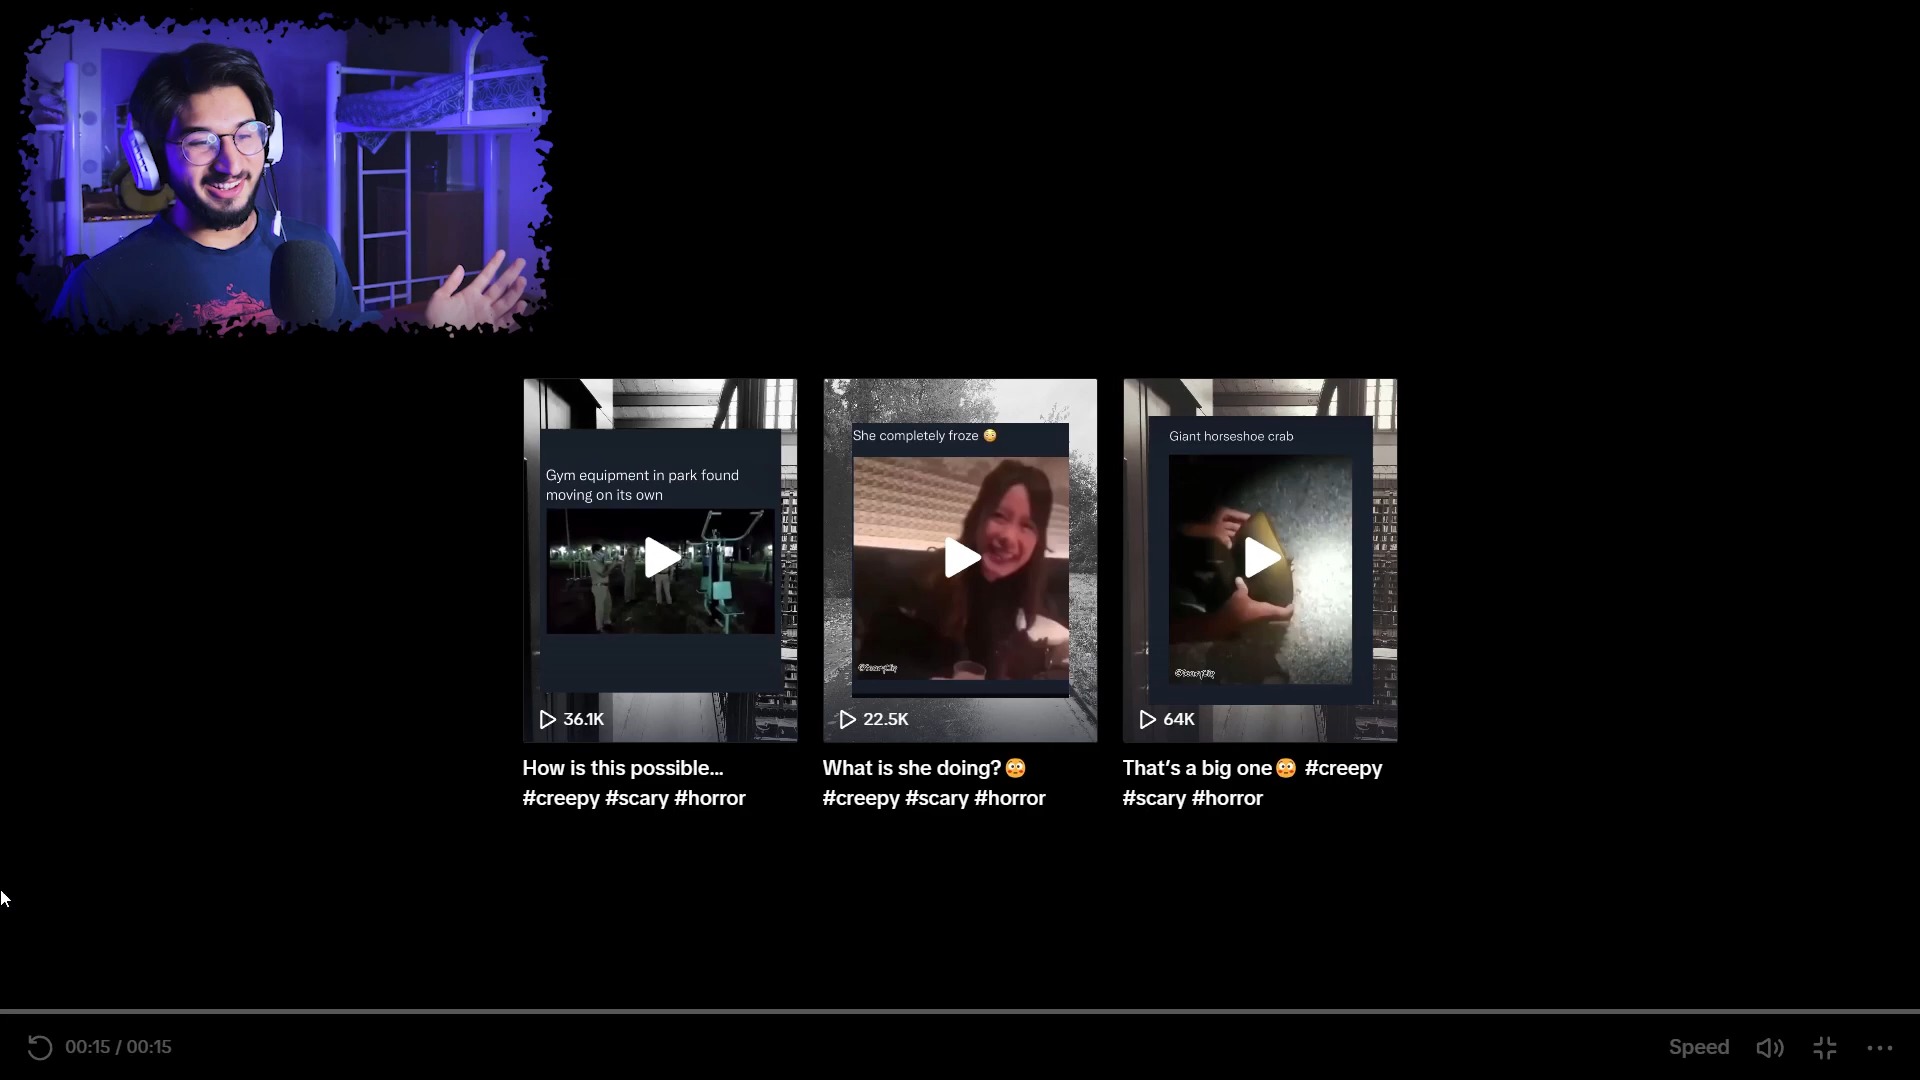 Gym equipment in park found
moving on its own
36.1K
How is this possible...
#creepy #scary #horror
She completely froze 😳
22.5K
What is she doing?😳
#creepy #scary #horror
Giant horseshoe crab
64K
That's a big one😳 #creepy
#scary #horror
00:15 / 00:15
Speed